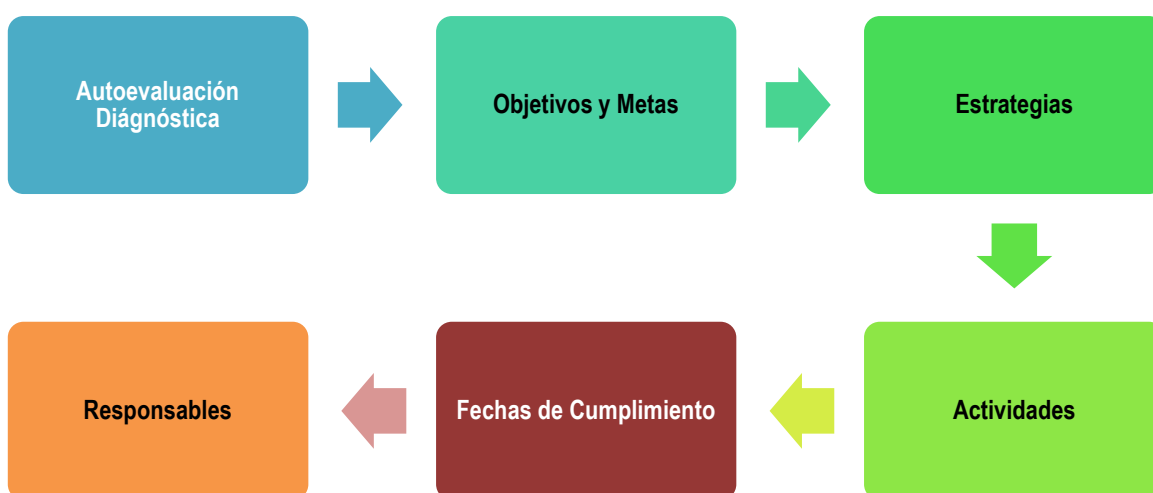 Autoevaluación
Diágnóstica
Objetivos y Metas
Estrategias
Actividades
Fechas de Cumplimiento
Responsables